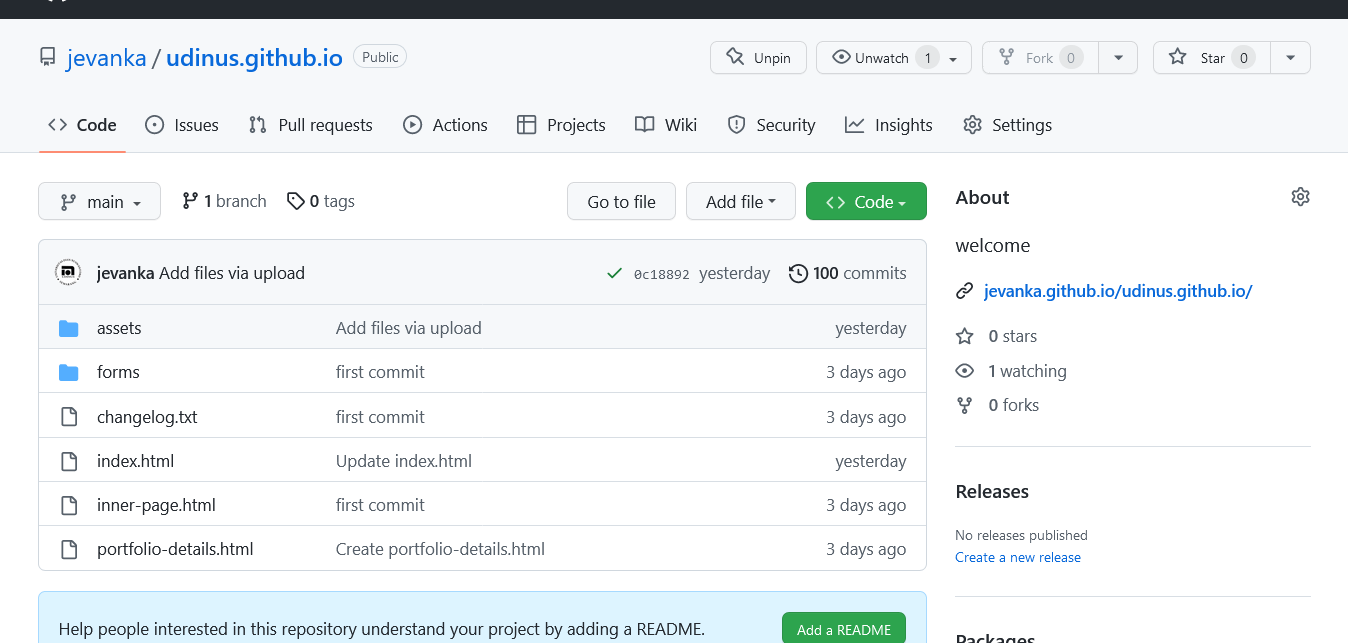 jevanka / udinus.github.io Public
Unpin Unwatch 1 Fork 0 Star 0
Code Issues Pull requests Actions Projects Wiki Security Insights Settings
main 1 branch 0 tags Go to file Add file Code
jevanka Add files via upload 0c18892 yesterday 100 commits
assets Add files via upload yesterday
forms first commit 3 days ago
changelog.txt first commit 3 days ago
index.html Update index.html yesterday
inner-page.html first commit 3 days ago
portfolio-details.html Create portfolio-details.html 3 days ago
Help people interested in this repository understand your project by adding a README. Add a README
About
welcome
jevanka.github.io/udinus.github.io/
0 stars
1 watching
0 forks
Releases
No releases published
Create a new release
Packages